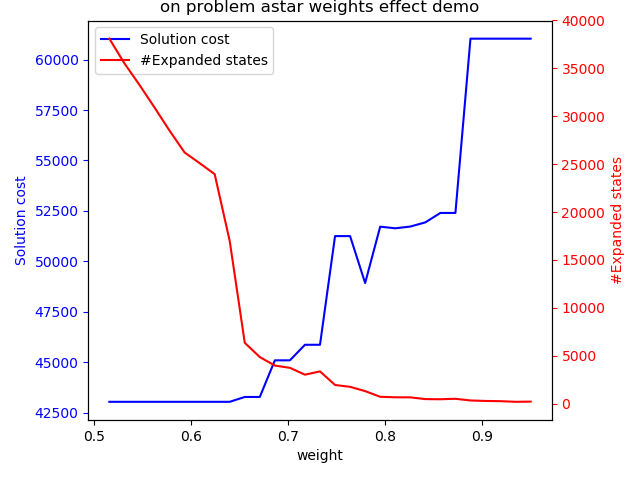 on problem astar weights effect demo
Solution cost
#Expanded states
60000
57500
55000
52500
50000
47500
45000
42500
Solution cost
40000
35000
30000
25000
20000
15000
10000
5000
0
#Expanded states
0.5 0.6 0.7 0.8 0.9
weight